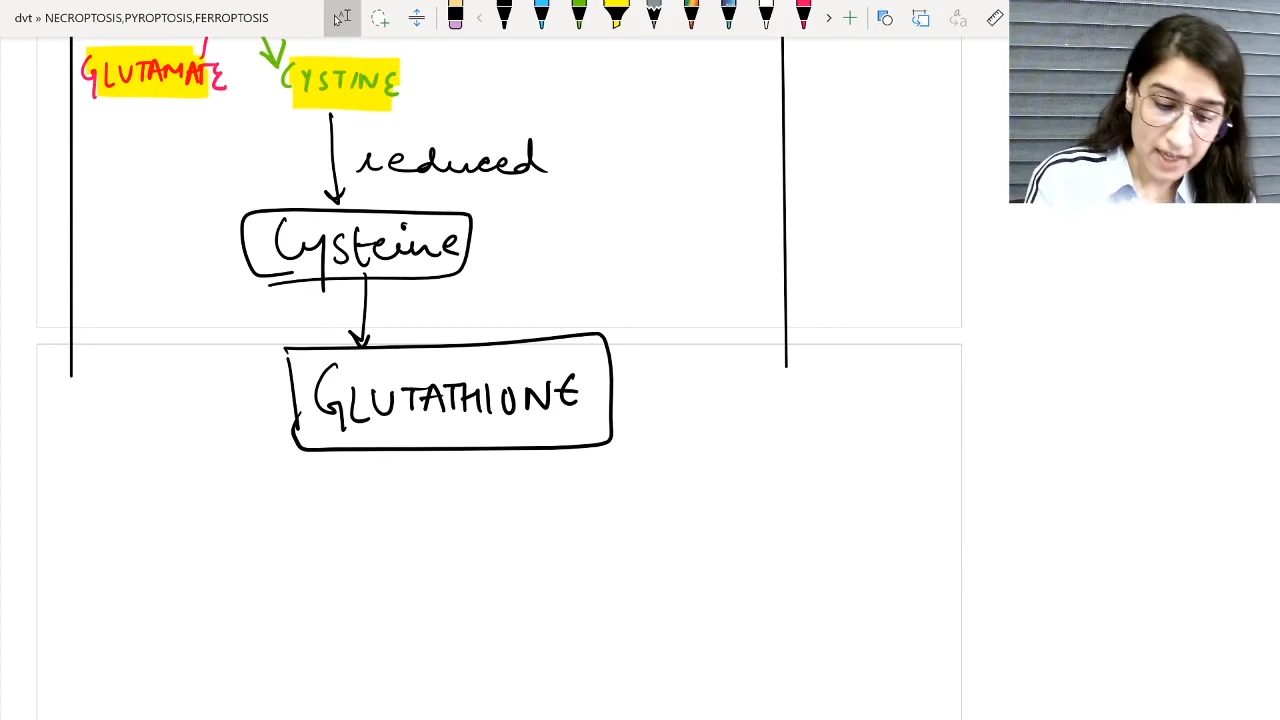 dvt » NECROPTOSIS,PYROPTOSIS,FERROPTOSIS
GLUTAMATE
CYSTINE
reduced
Cysteine
GLUTATHIONE